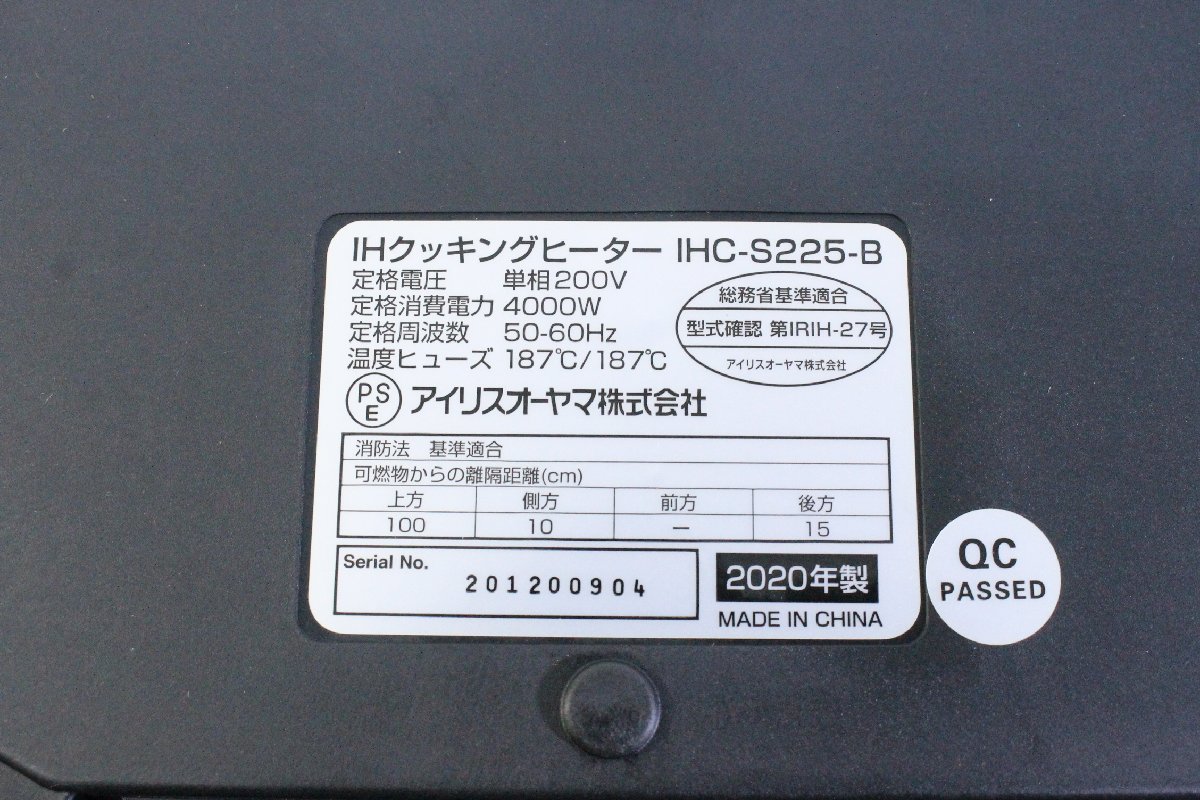 IHクッキングヒーター IHC-S225-B
定格電圧 単相200V
定格消費電力 4000W
定格周波数 50-60Hz
温度ヒューズ 187℃/187℃
総務省基準適合
型式確認 第IRIH-27号
アイリスオーヤマ株式会社
PS
E
アイリスオーヤマ株式会社
消防法 基準適合
可燃物からの離隔距離(cm)
上方 側方 前方 後方
100 10 — 15
Serial No.
201200904
2020年製
MADE IN CHINA
QC
PASSED